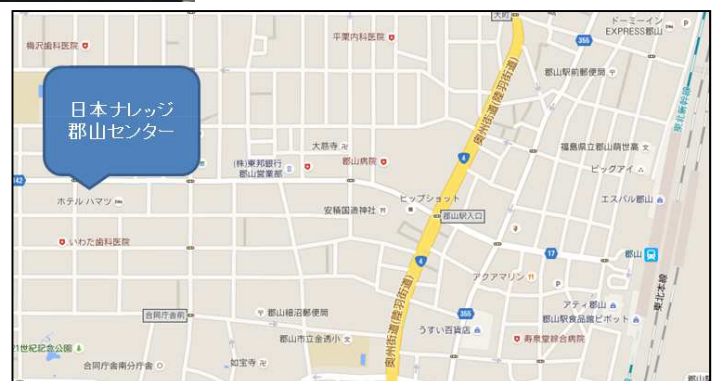 大町
ドーミーイン
EXPRESS郡山
P
355
梅沢歯科医院
平栗内科医院
郡山駅前郵便局
奥州街道(陸羽街道)
東北新幹線
日本ナレッジ
郡山センター
大慈寺
福島県立郡山萌世高
4
(株)東邦銀行
郡山営業部
郡山病院
ビッグアイ
142
ホテル ハマツ
ヒップショット
エスパル郡山
安積国造神社
郡山駅入口
いわた歯科医院
17
郡山
4
アクアマリン
P
東北本線
奥州街道(陸羽街道)
アティ郡山
合同庁舎前
郡山細沼郵便局
355
郡山駅食品館ピボット
うすい百貨店
郡山市立金透小
寿泉堂綜合病院
21世紀記念公園
合同庁舎南分庁舎
如宝寺
郡山